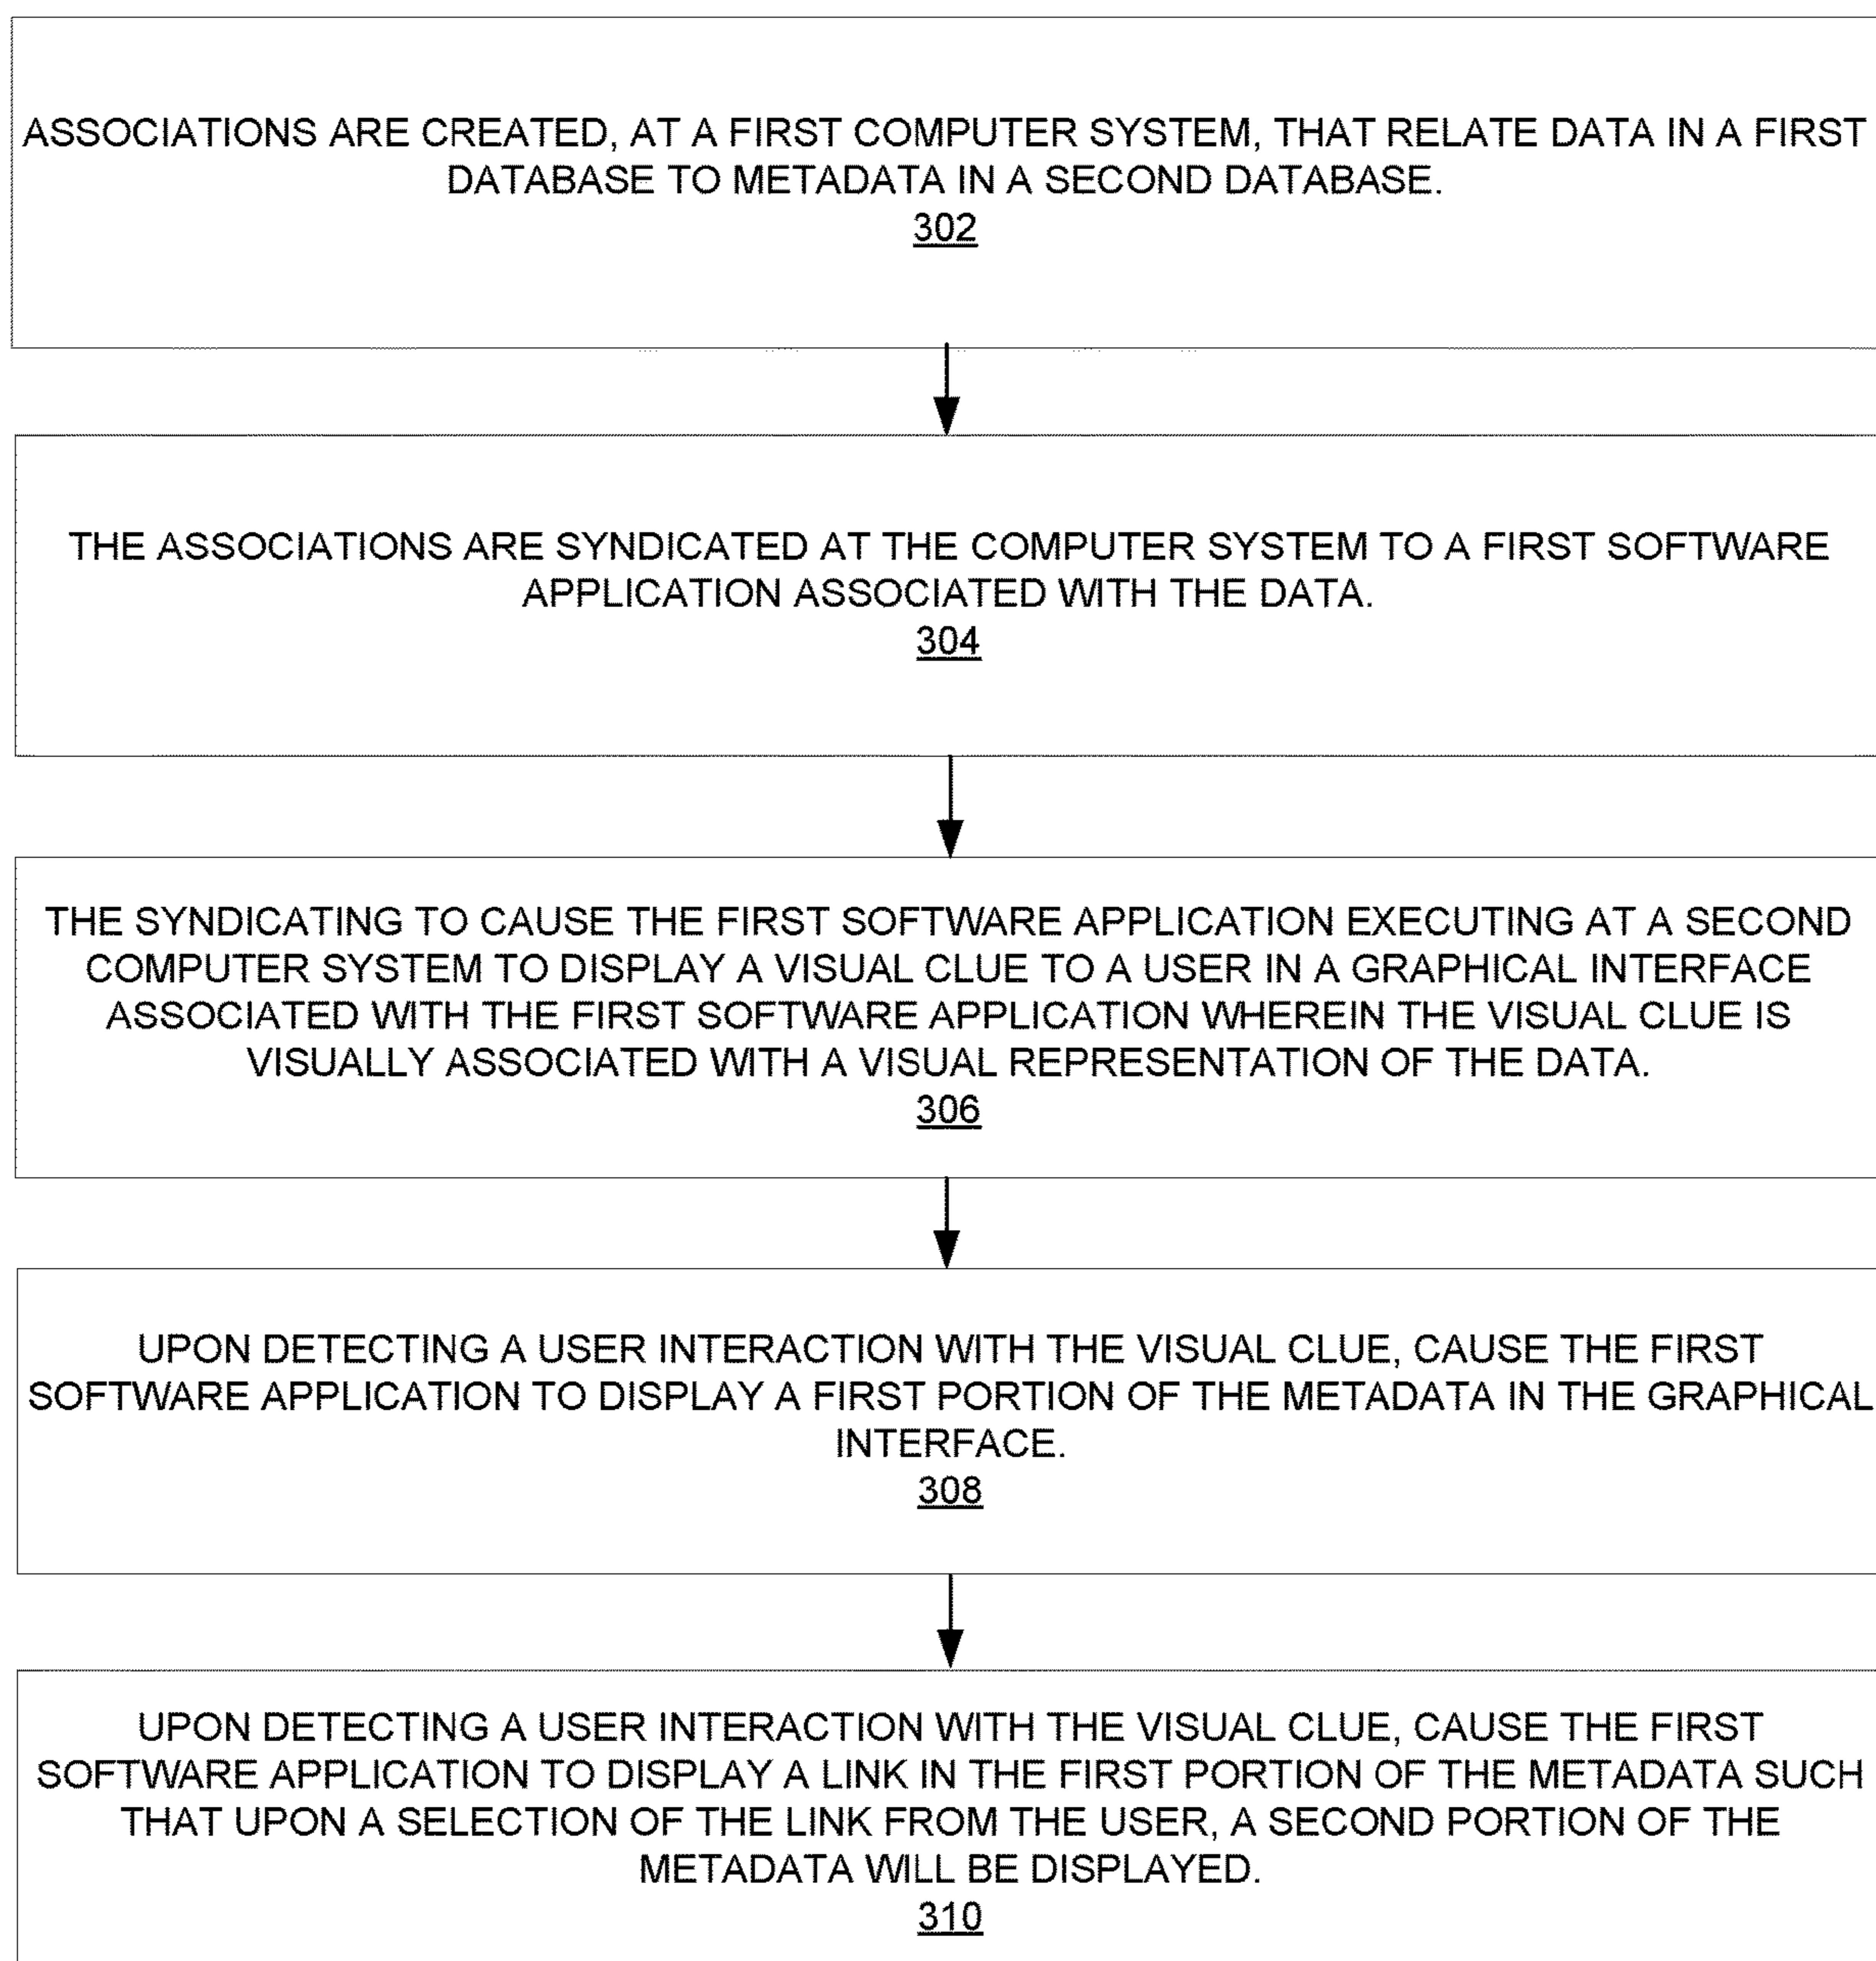 ASSOCIATIONS ARE CREATED, AT A FIRST COMPUTER SYSTEM, THAT RELATE DATA IN A FIRST
DATABASE TO METADATA IN A SECOND DATABASE.
302
THE ASSOCIATIONS ARE SYNDICATED AT THE COMPUTER SYSTEM TO A FIRST SOFTWARE
APPLICATION ASSOCIATED WITH THE DATA.
304
THE SYNDICATING TO CAUSE THE FIRST SOFTWARE APPLICATION EXECUTING AT A SECOND
COMPUTER SYSTEM TO DISPLAY A VISUAL CLUE TO A USER IN A GRAPHICAL INTERFACE
ASSOCIATED WITH THE FIRST SOFTWARE APPLICATION WHEREIN THE VISUAL CLUE IS
VISUALLY ASSOCIATED WITH A VISUAL REPRESENTATION OF THE DATA.
306
UPON DETECTING A USER INTERACTION WITH THE VISUAL CLUE, CAUSE THE FIRST
SOFTWARE APPLICATION TO DISPLAY A FIRST PORTION OF THE METADATA IN THE GRAPHICAL
INTERFACE.
308
UPON DETECTING A USER INTERACTION WITH THE VISUAL CLUE, CAUSE THE FIRST
SOFTWARE APPLICATION TO DISPLAY A LINK IN THE FIRST PORTION OF THE METADATA SUCH
THAT UPON A SELECTION OF THE LINK FROM THE USER, A SECOND PORTION OF THE
METADATA WILL BE DISPLAYED.
310